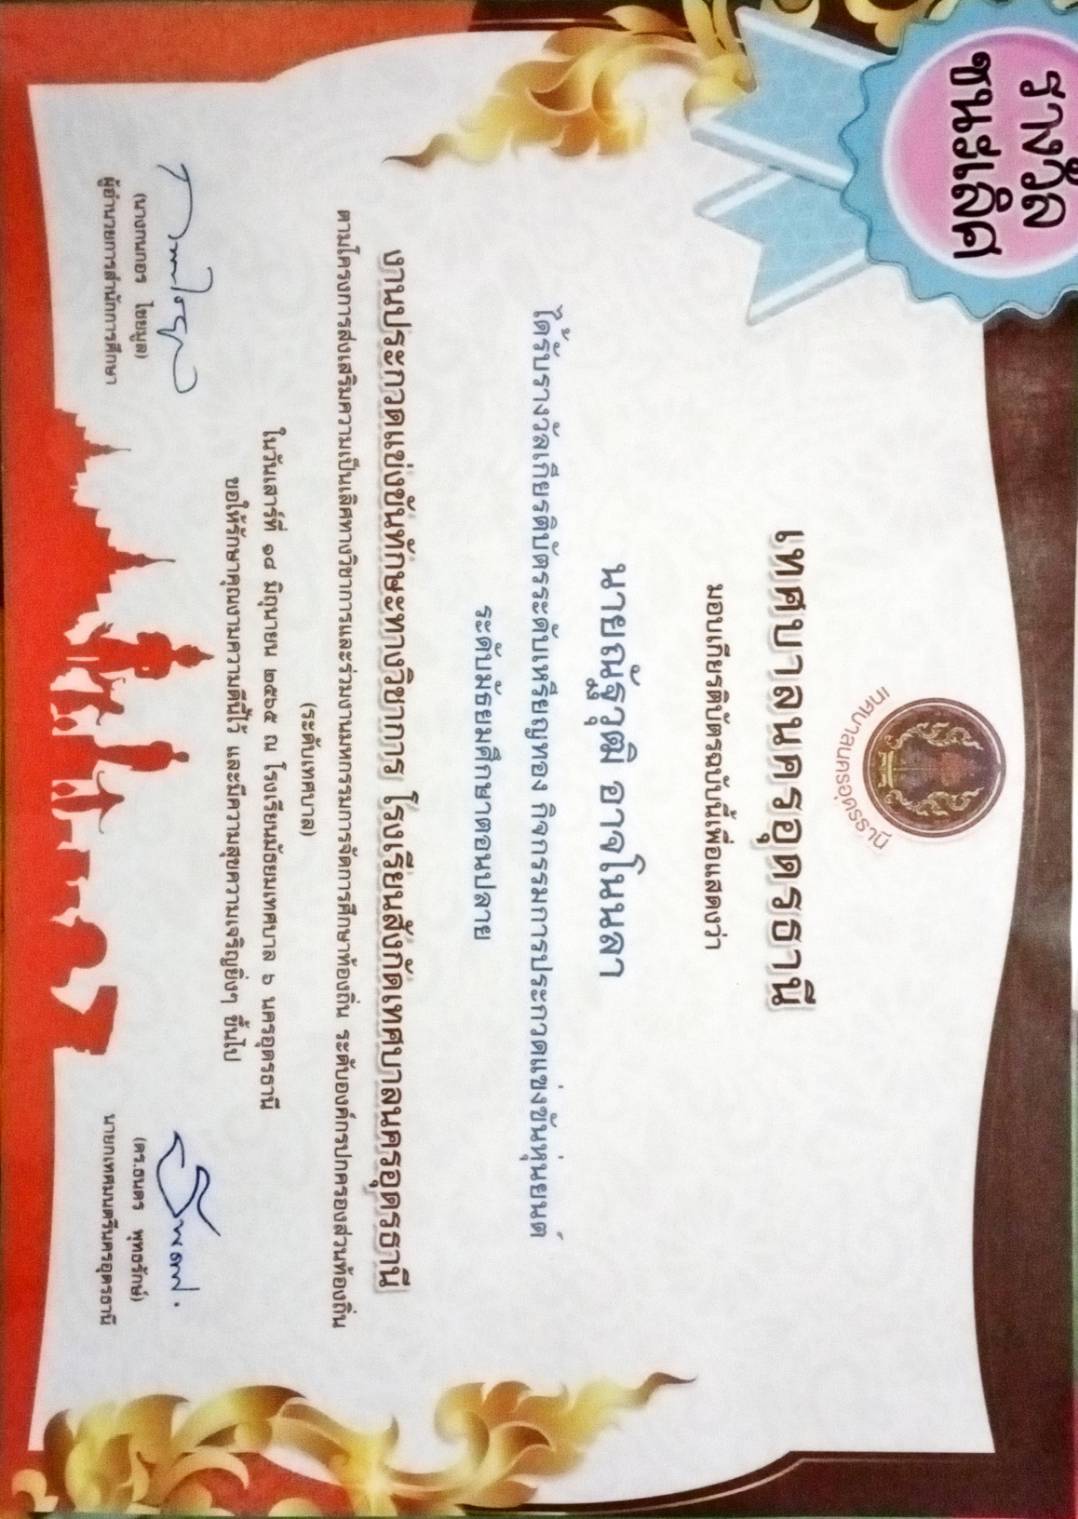 รางวัล
ชนะเลิศ
เทศบาลนครอุดรธานี
เทศบาลนครอุดรธานี
มอบเกียรติบัตรฉบับนี้เพื่อแสดงว่า
นายณัฐวุฒิ อาจโนนลา
ได้รับรางวัลเกียรติบัตรระดับเหรียญทอง กิจกรรมการประกวดแข่งขันหุ่นยนต์
ระดับมัธยมศึกษาตอนปลาย
งานประกวดแข่งขันทักษะทางวิชาการ โรงเรียนสังกัดเทศบาลนครอุดรธานี
ตามโครงการส่งเสริมความเป็นเลิศทางวิชาการและร่วมงานมหกรรมการจัดการศึกษาท้องถิ่น ระดับองค์กรปกครองส่วนท้องถิ่น
(ระดับเทศบาล)
ในวันเสาร์ที่ ๑๘ มิถุนายน ๒๕๖๕ ณ โรงเรียนมัธยมเทศบาล ๖ นครอุดรธานี
ขอให้รักษาคุณงามความดีนี้ไว้ และมีความสุขความเจริญยิ่งๆ ขึ้นไป
(นางกนกอร ไชยมูล)
ผู้อำนวยการสำนักการศึกษา
(ดร.ธนดร พุทธรักษ์)
นายกเทศมนตรีนครอุดรธานี